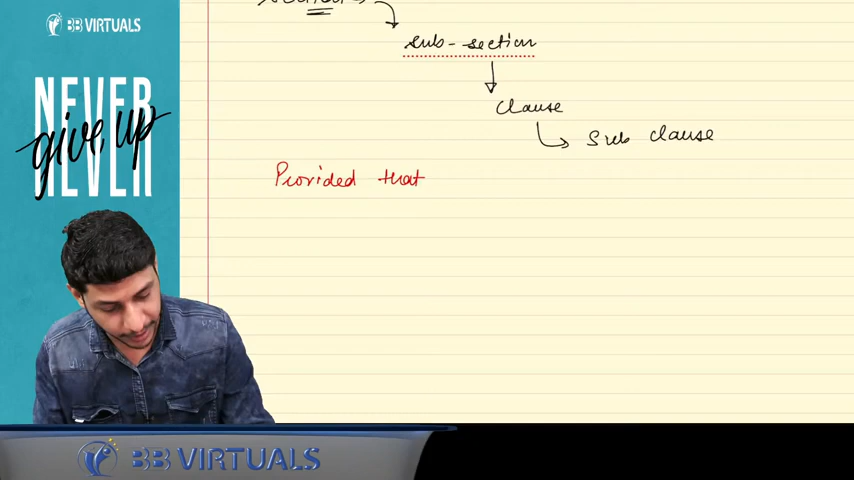 BB VIRTUALS
sub-section
Clause
Sub clause
Provided that
NEVER
give up
NEVER
BB VIRTUALS